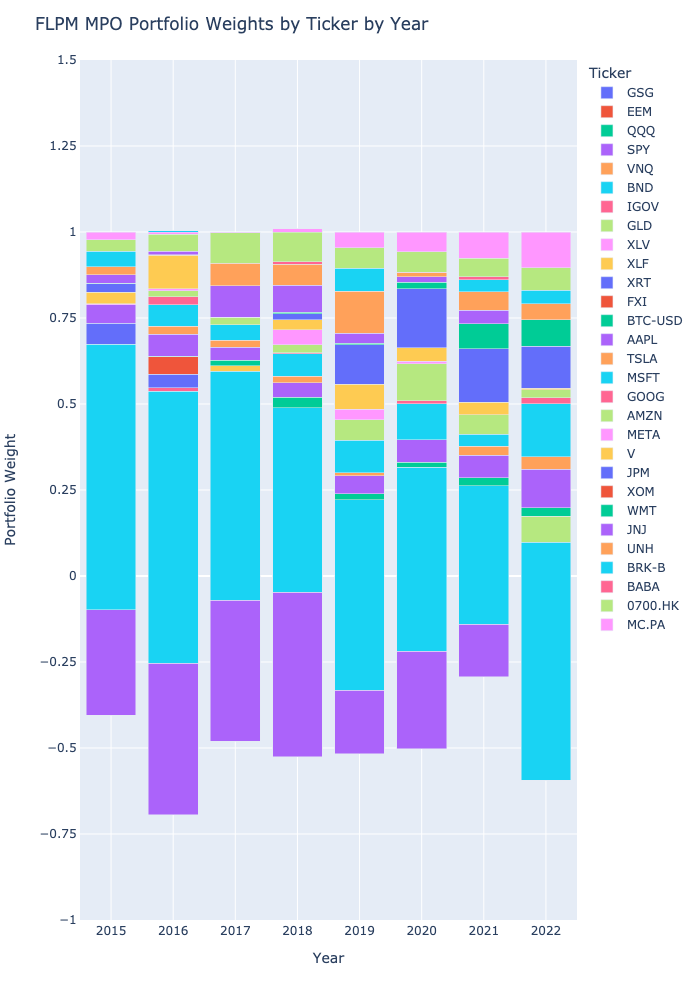 FLPM MPO Portfolio Weights by Ticker by Year
Portfolio Weight
1.5
1.25
1
0.75
0.5
0.25
0
−0.25
−0.5
−0.75
−1
2015 2016 2017 2018 2019 2020 2021 2022
Year
Ticker
GSG
EEM
QQQ
SPY
VNQ
BND
IGOV
GLD
XLV
XLF
XRT
FXI
BTC-USD
AAPL
TSLA
MSFT
GOOG
AMZN
META
V
JPM
XOM
WMT
JNJ
UNH
BRK-B
BABA
0700.HK
MC.PA